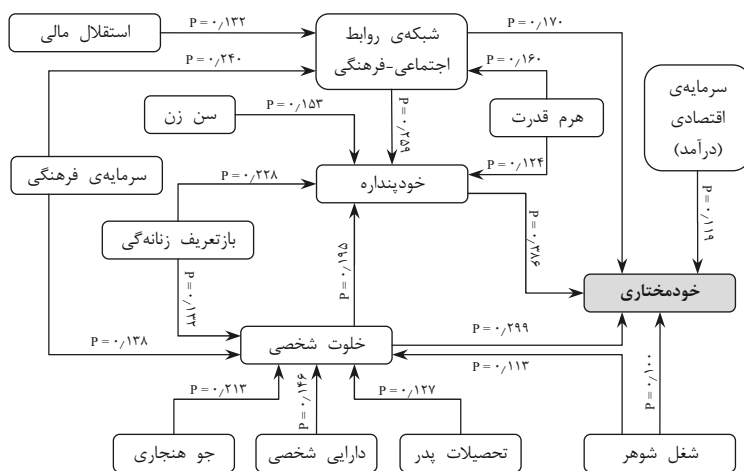 استقلال مالی
P = ۰٫۱۳۲
شبکه‌ی روابط
اجتماعی-فرهنگی
P = ۰٫۱۷۰
P = ۰٫۲۴۰
P = ۰٫۱۶۰
سرمایه‌ی
اقتصادی
(درآمد)
سن زن
P = ۰٫۱۵۳
P = ۰٫۲۵۹
هرم قدرت
P = ۰٫۱۲۴
سرمایه‌ی فرهنگی
P = ۰٫۲۲۸
خودپنداره
P = ۰٫۱۱۹
بازتعریف زنانه‌گی
P = ۰٫۱۹۵
P = ۰٫۳۸۶
خودمختاری
P = ۰٫۱۳۲
P = ۰٫۱۳۸
خلوت شخصی
P = ۰٫۲۹۹
P = ۰٫۱۱۳
P = ۰٫۱۰۰
P = ۰٫۲۱۳
P = ۰٫۱۴۶
P = ۰٫۱۲۷
جو هنجاری
دارایی شخصی
تحصیلات پدر
شغل شوهر